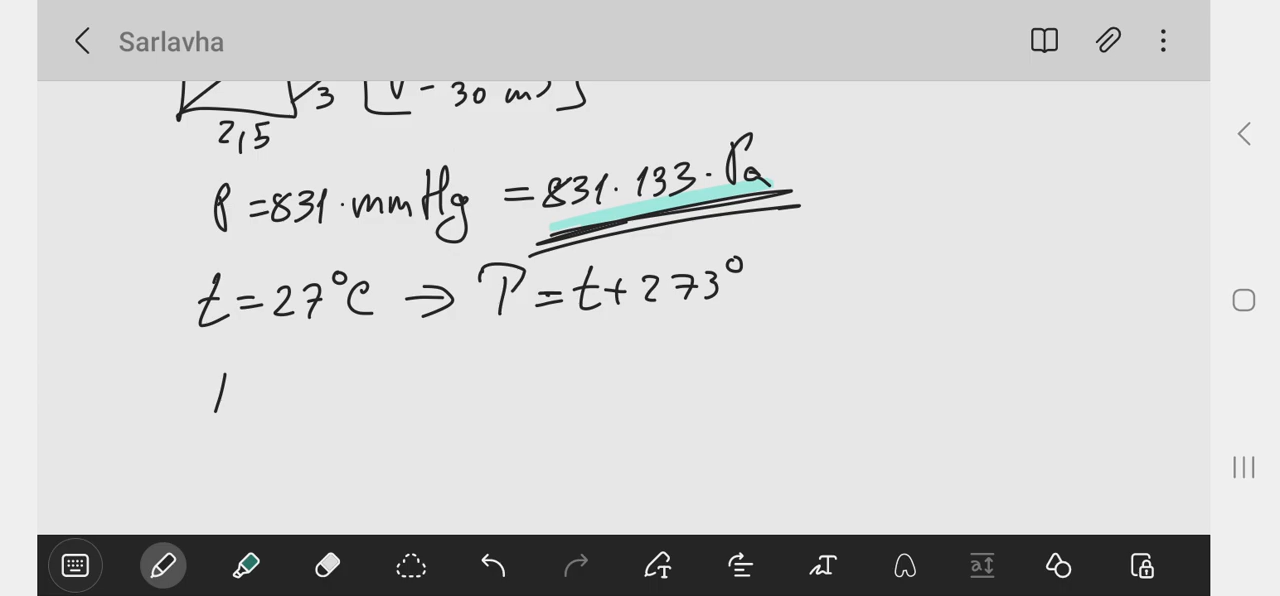 Sarlavha
3 [V - 30 m³]
2,5
P = 831 · mmHg = 831 · 133 · Pa
t = 27°C → T = t + 273°